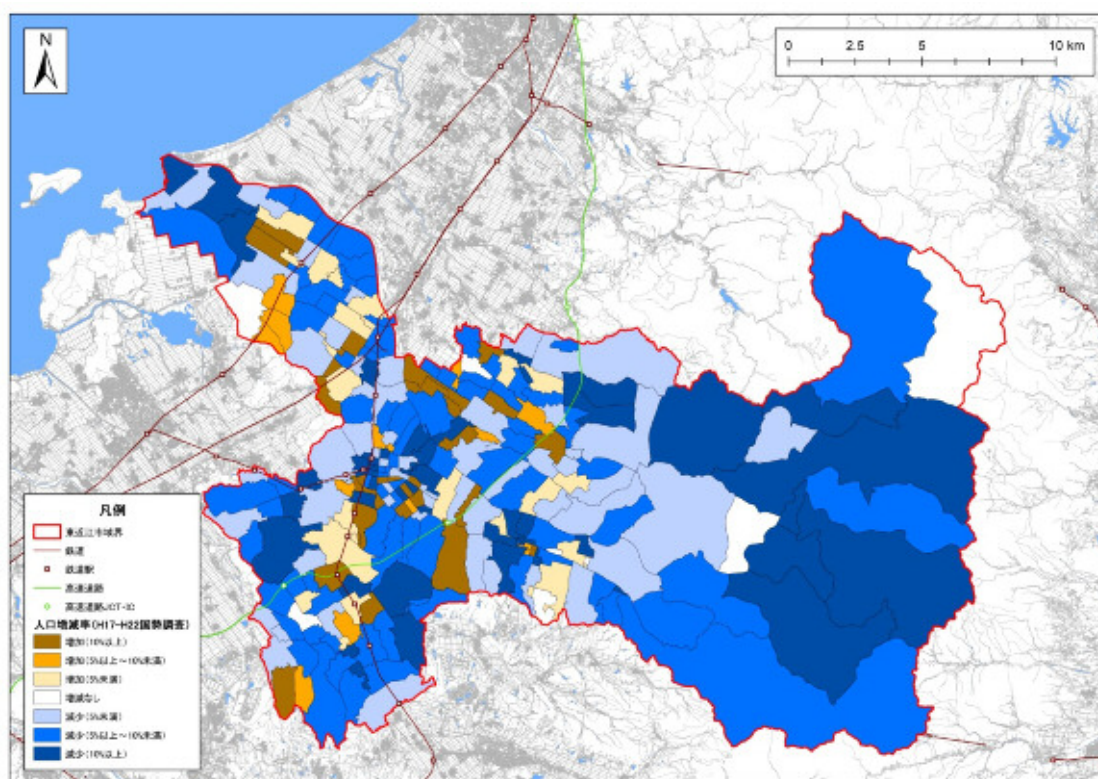 N
0 2.5 5 10 km
凡例
東近江市域界
鉄道
鉄道駅
高速道路
高速道路JCT・IC
人口増減率(H17-H22国勢調査)
増加(10%以上)
増加(5%以上～10%未満)
増加(5%未満)
増減なし
減少(5%未満)
減少(5%以上～10%未満)
減少(10%以上)